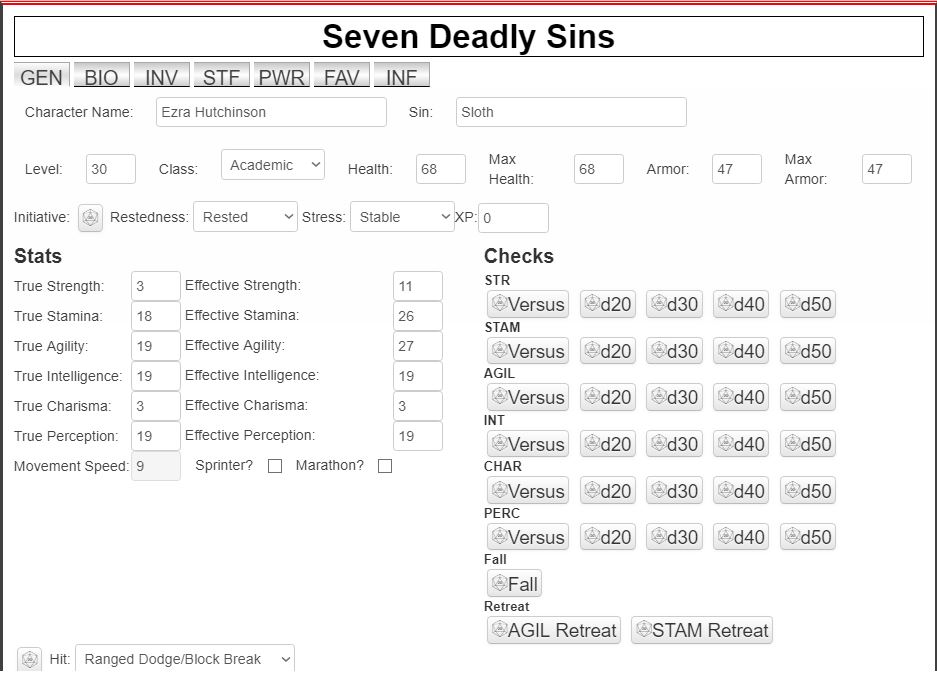 Seven Deadly Sins
GEN BIO INV STF PWR FAV INF
Character Name: Ezra Hutchinson Sin: Sloth
Level: 30 Class: Academic Health: 68 Max Health: 68 Armor: 47 Max Armor: 47
Initiative: Restedness: Rested Stress: Stable XP: 0
Stats
True Strength: 3 Effective Strength: 11
True Stamina: 18 Effective Stamina: 26
True Agility: 19 Effective Agility: 27
True Intelligence: 19 Effective Intelligence: 19
True Charisma: 3 Effective Charisma: 3
True Perception: 19 Effective Perception: 19
Movement Speed: 9 Sprinter? Marathon?
Hit: Ranged Dodge/Block Break
Checks
STR
Versus d20 d30 d40 d50
STAM
Versus d20 d30 d40 d50
AGIL
Versus d20 d30 d40 d50
INT
Versus d20 d30 d40 d50
CHAR
Versus d20 d30 d40 d50
PERC
Versus d20 d30 d40 d50
Fall
Fall
Retreat
AGIL Retreat STAM Retreat